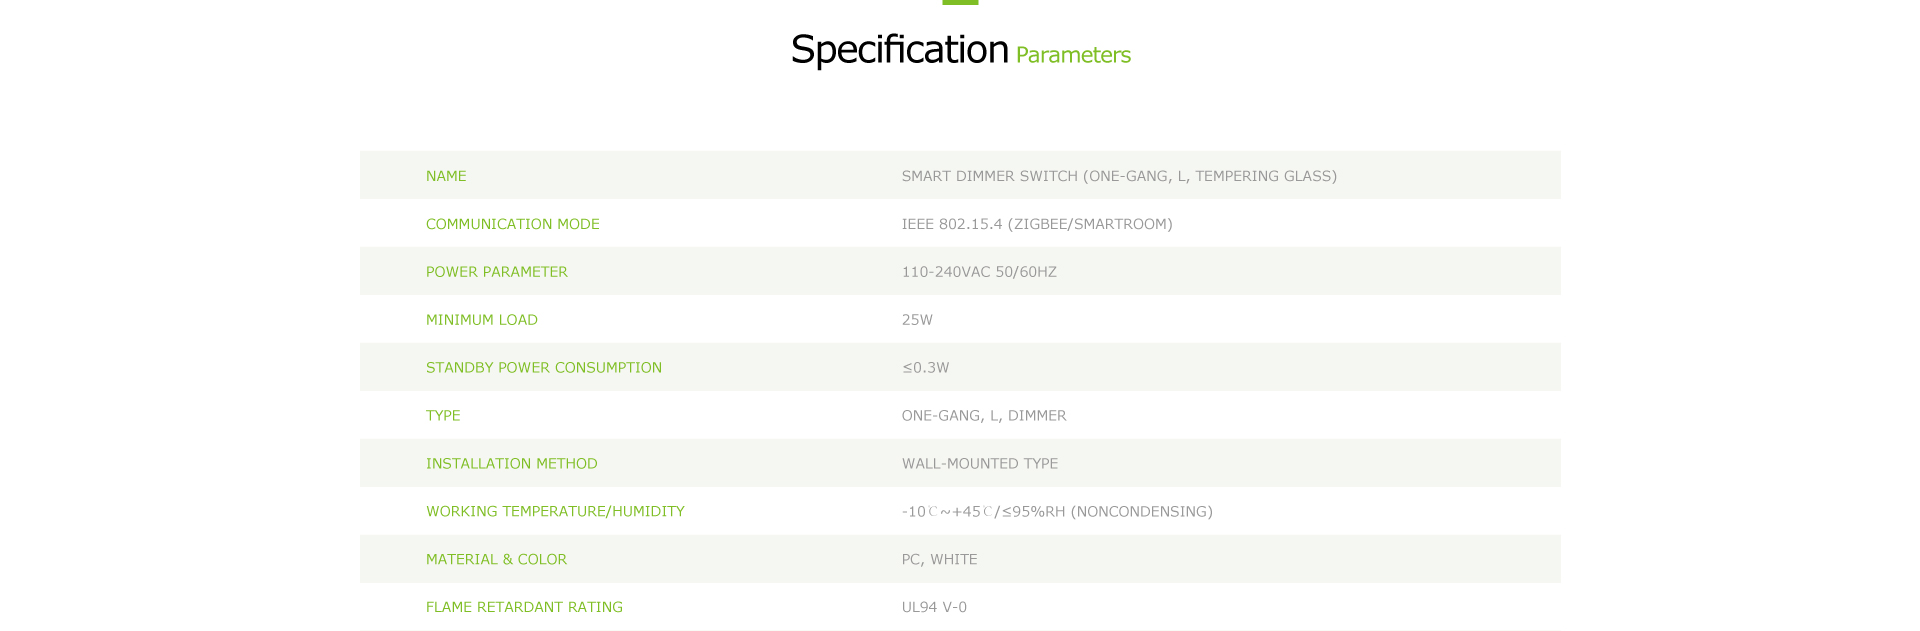 Specification Parameters
NAME SMART DIMMER SWITCH (ONE-GANG, L, TEMPERING GLASS)
COMMUNICATION MODE IEEE 802.15.4 (ZIGBEE/SMARTROOM)
POWER PARAMETER 110-240VAC 50/60HZ
MINIMUM LOAD 25W
STANDBY POWER CONSUMPTION ≤0.3W
TYPE ONE-GANG, L, DIMMER
INSTALLATION METHOD WALL-MOUNTED TYPE
WORKING TEMPERATURE/HUMIDITY -10℃~+45℃/≤95%RH (NONCONDENSING)
MATERIAL & COLOR PC, WHITE
FLAME RETARDANT RATING UL94 V-0